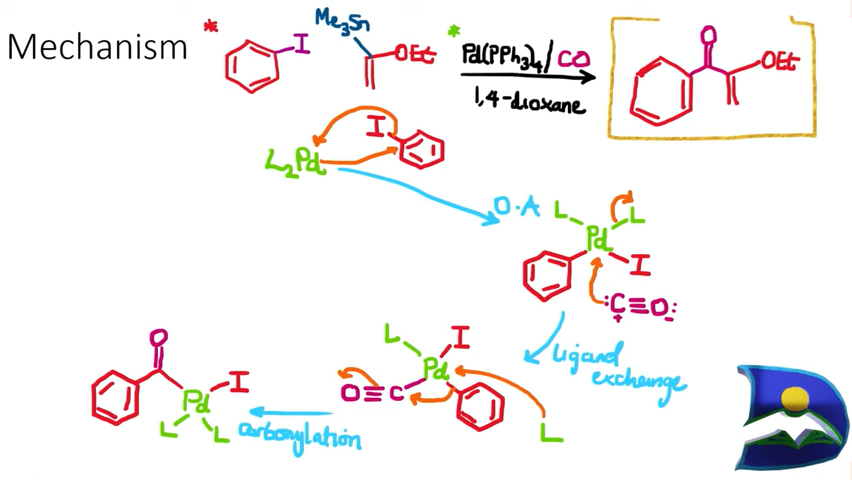 Mechanism
*
I
Me₃Sn
OEt
*
Pd(PPh₃)₄/CO
1,4-dioxane
O
OEt
I
L₂Pd
O.A
L
L
Pd
I
:C≡O:
+
-
Ligand
exchange
O
I
Pd
L
L
carbonylation
L
I
Pd
O≡C
L